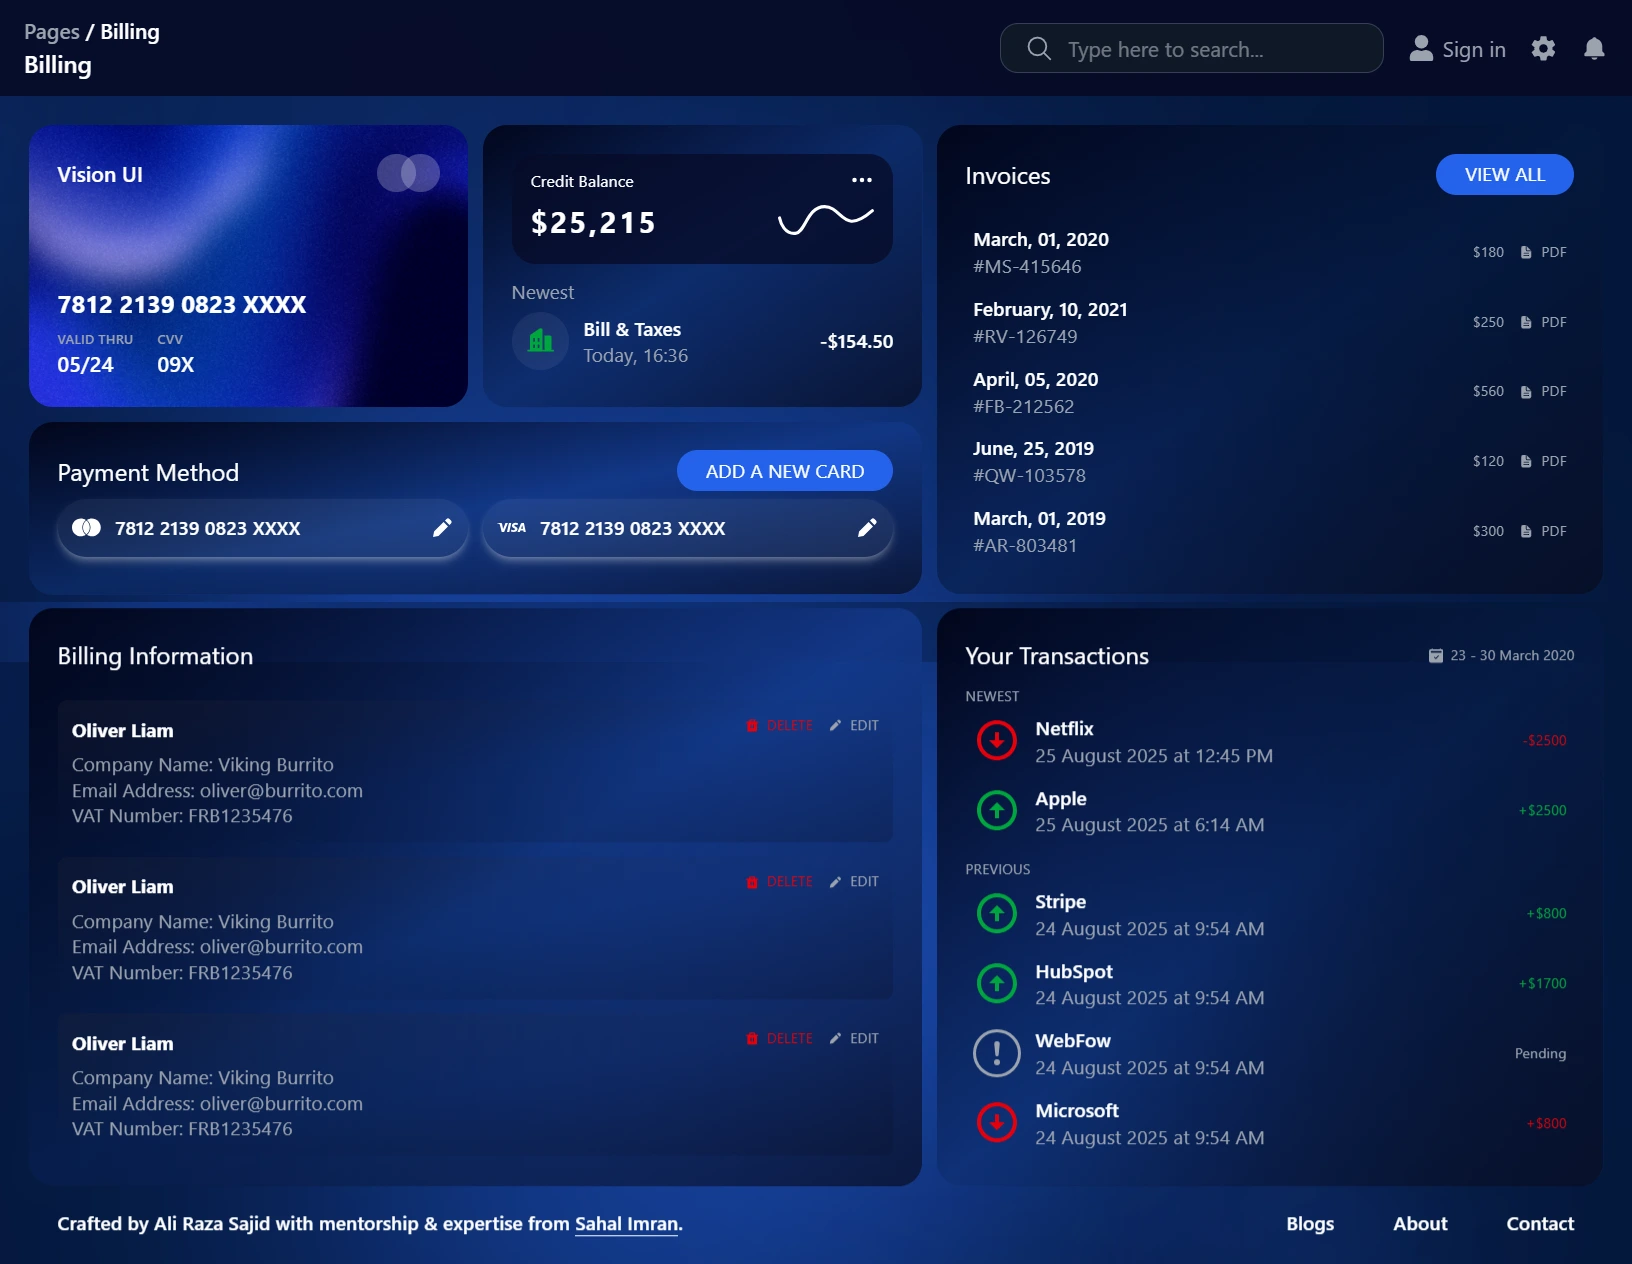 Pages / Billing
Billing
Type here to search...
Sign in
Vision UI
7812 2139 0823 XXXX
VALID THRU CVV
05/24 09X
Credit Balance
$25,215
Newest
Bill & Taxes
Today, 16:36
-$154.50
Payment Method
ADD A NEW CARD
7812 2139 0823 XXXX
VISA 7812 2139 0823 XXXX
Invoices
VIEW ALL
March, 01, 2020
#MS-415646
$180 PDF
February, 10, 2021
#RV-126749
$250 PDF
April, 05, 2020
#FB-212562
$560 PDF
June, 25, 2019
#QW-103578
$120 PDF
March, 01, 2019
#AR-803481
$300 PDF
Billing Information
Oliver Liam
DELETE EDIT
Company Name: Viking Burrito
Email Address: oliver@burrito.com
VAT Number: FRB1235476
Oliver Liam
DELETE EDIT
Company Name: Viking Burrito
Email Address: oliver@burrito.com
VAT Number: FRB1235476
Oliver Liam
DELETE EDIT
Company Name: Viking Burrito
Email Address: oliver@burrito.com
VAT Number: FRB1235476
Your Transactions
23 - 30 March 2020
NEWEST
Netflix
25 August 2025 at 12:45 PM
-$2500
Apple
25 August 2025 at 6:14 AM
+$2500
PREVIOUS
Stripe
24 August 2025 at 9:54 AM
+$800
HubSpot
24 August 2025 at 9:54 AM
+$1700
WebFow
24 August 2025 at 9:54 AM
Pending
Microsoft
24 August 2025 at 9:54 AM
+$800
Crafted by Ali Raza Sajid with mentorship & expertise from Sahal Imran.
Blogs About Contact